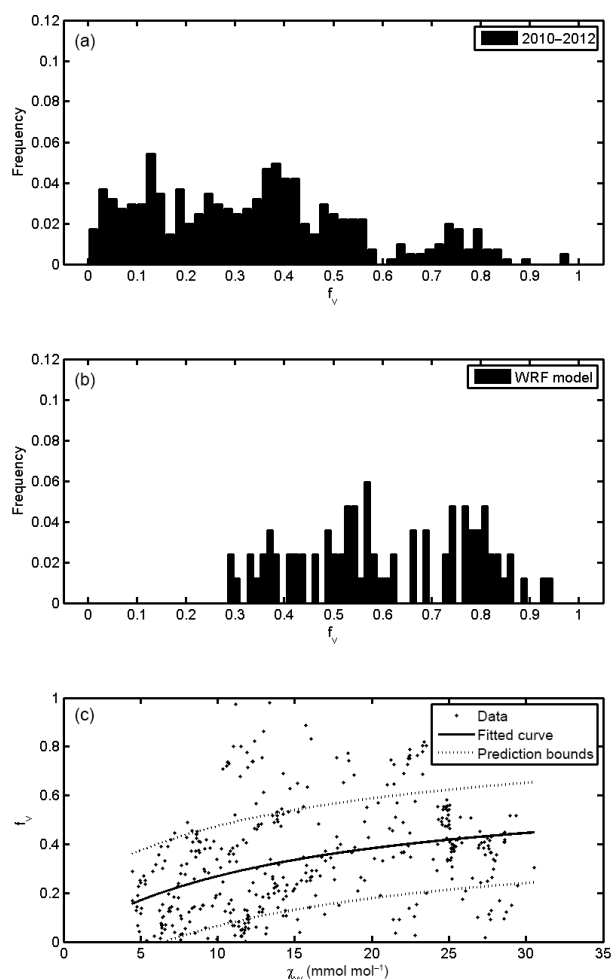 0.12
(a)
2010–2012
0.1
0.08
Frequency
0.06
0.04
0.02
0
0 0.1 0.2 0.3 0.4 0.5 0.6 0.7 0.8 0.9 1
fᵥ
0.12
(b)
WRF model
0.1
0.08
Frequency
0.06
0.04
0.02
0
0 0.1 0.2 0.3 0.4 0.5 0.6 0.7 0.8 0.9 1
fᵥ
1
(c)
Data
Fitted curve
Prediction bounds
0.8
0.6
fᵥ
0.4
0.2
0
0 5 10 15 20 25 30 35
(mmol mol⁻¹)